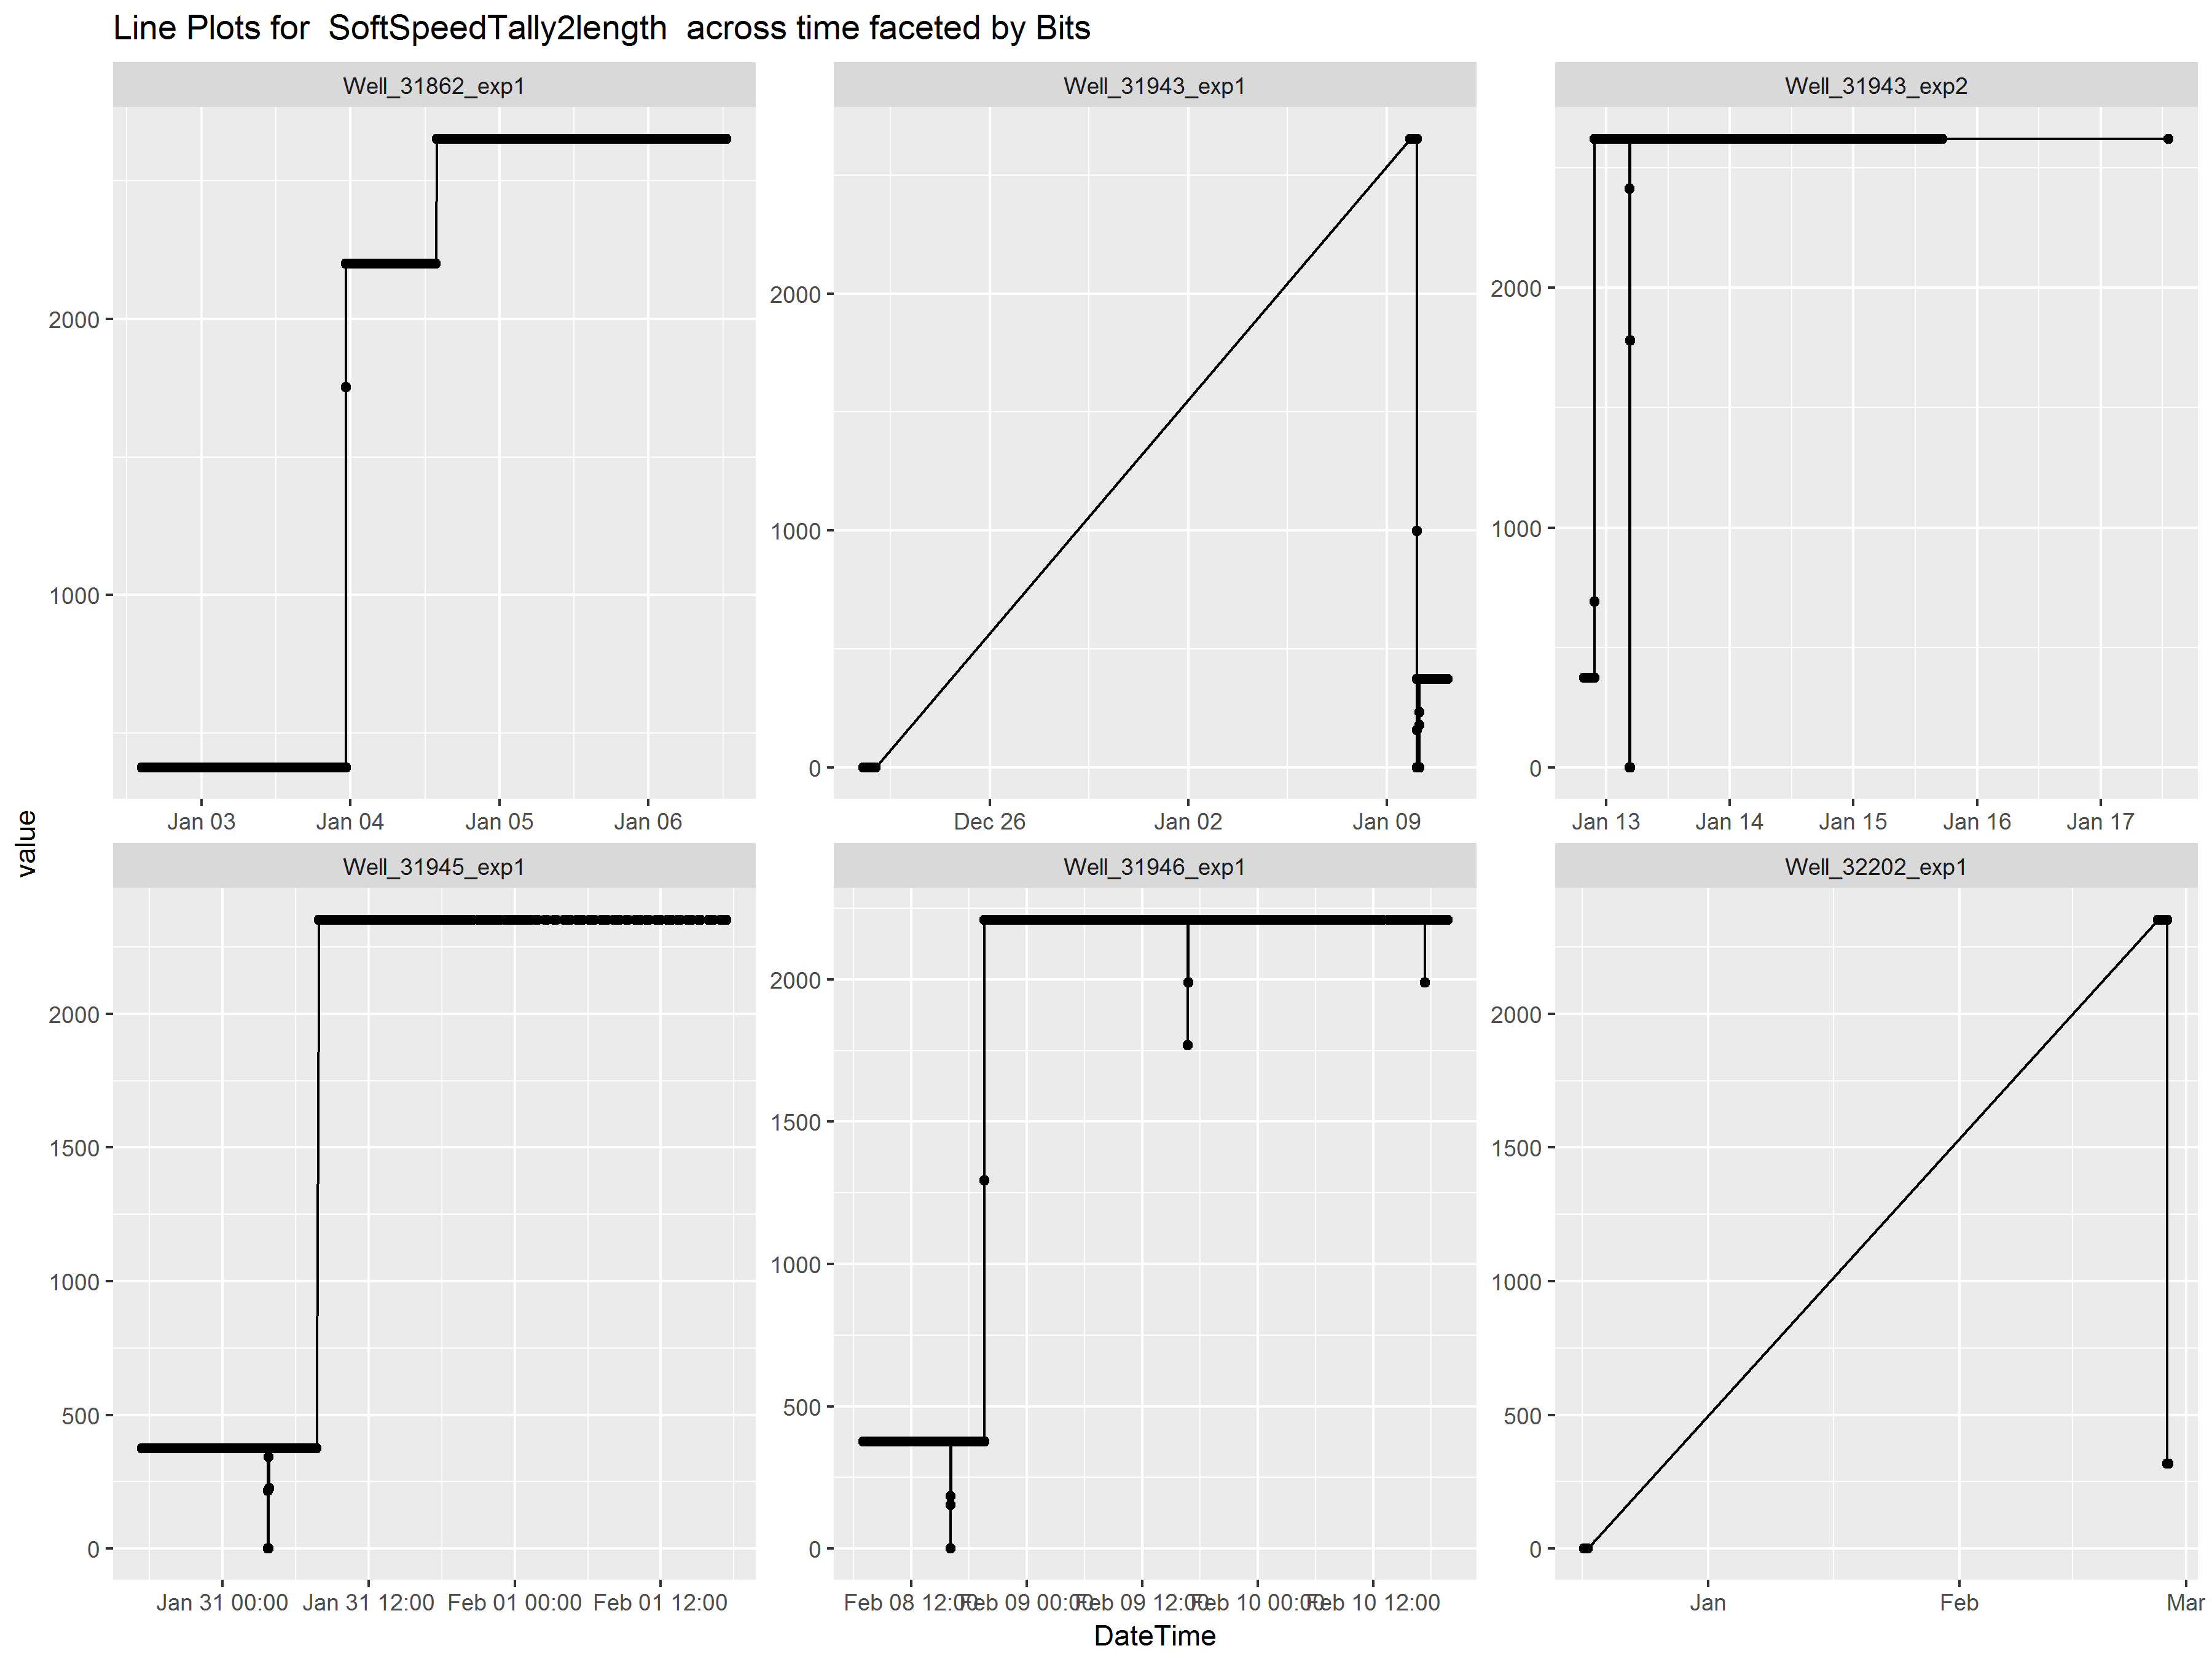 Line Plots for  SoftSpeedTally2length  across time faceted by Bits
Well_31862_exp1
Well_31943_exp1
Well_31943_exp2
2000
1000
2000
1000
0
2000
1000
0
Jan 03 Jan 04 Jan 05 Jan 06
Dec 26 Jan 02 Jan 09
Jan 13 Jan 14 Jan 15 Jan 16 Jan 17
value
Well_31945_exp1
Well_31946_exp1
Well_32202_exp1
2000
1500
1000
500
0
2000
1500
1000
500
0
2000
1500
1000
500
0
Jan 31 00:00 Jan 31 12:00 Feb 01 00:00 Feb 01 12:00
Feb 08 12:00 Feb 09 00:00 Feb 09 12:00 Feb 10 00:00 Feb 10 12:00
Jan Feb Mar
DateTime